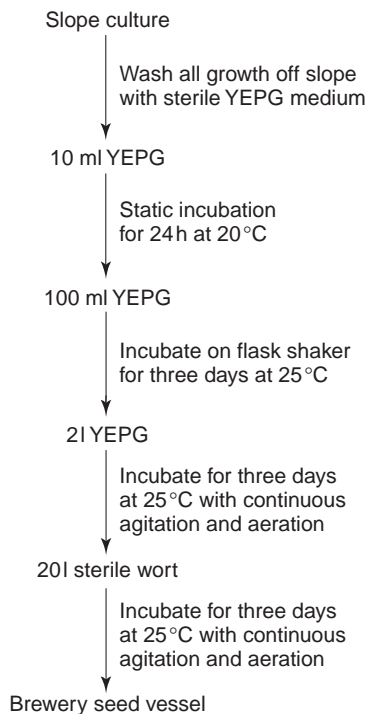 Slope culture
Wash all growth off slope
with sterile YEPG medium
10 ml YEPG
Static incubation
for 24h at 20°C
100 ml YEPG
Incubate on flask shaker
for three days at 25°C
2l YEPG
Incubate for three days
at 25°C with continuous
agitation and aeration
20l sterile wort
Incubate for three days
at 25°C with continuous
agitation and aeration
Brewery seed vessel